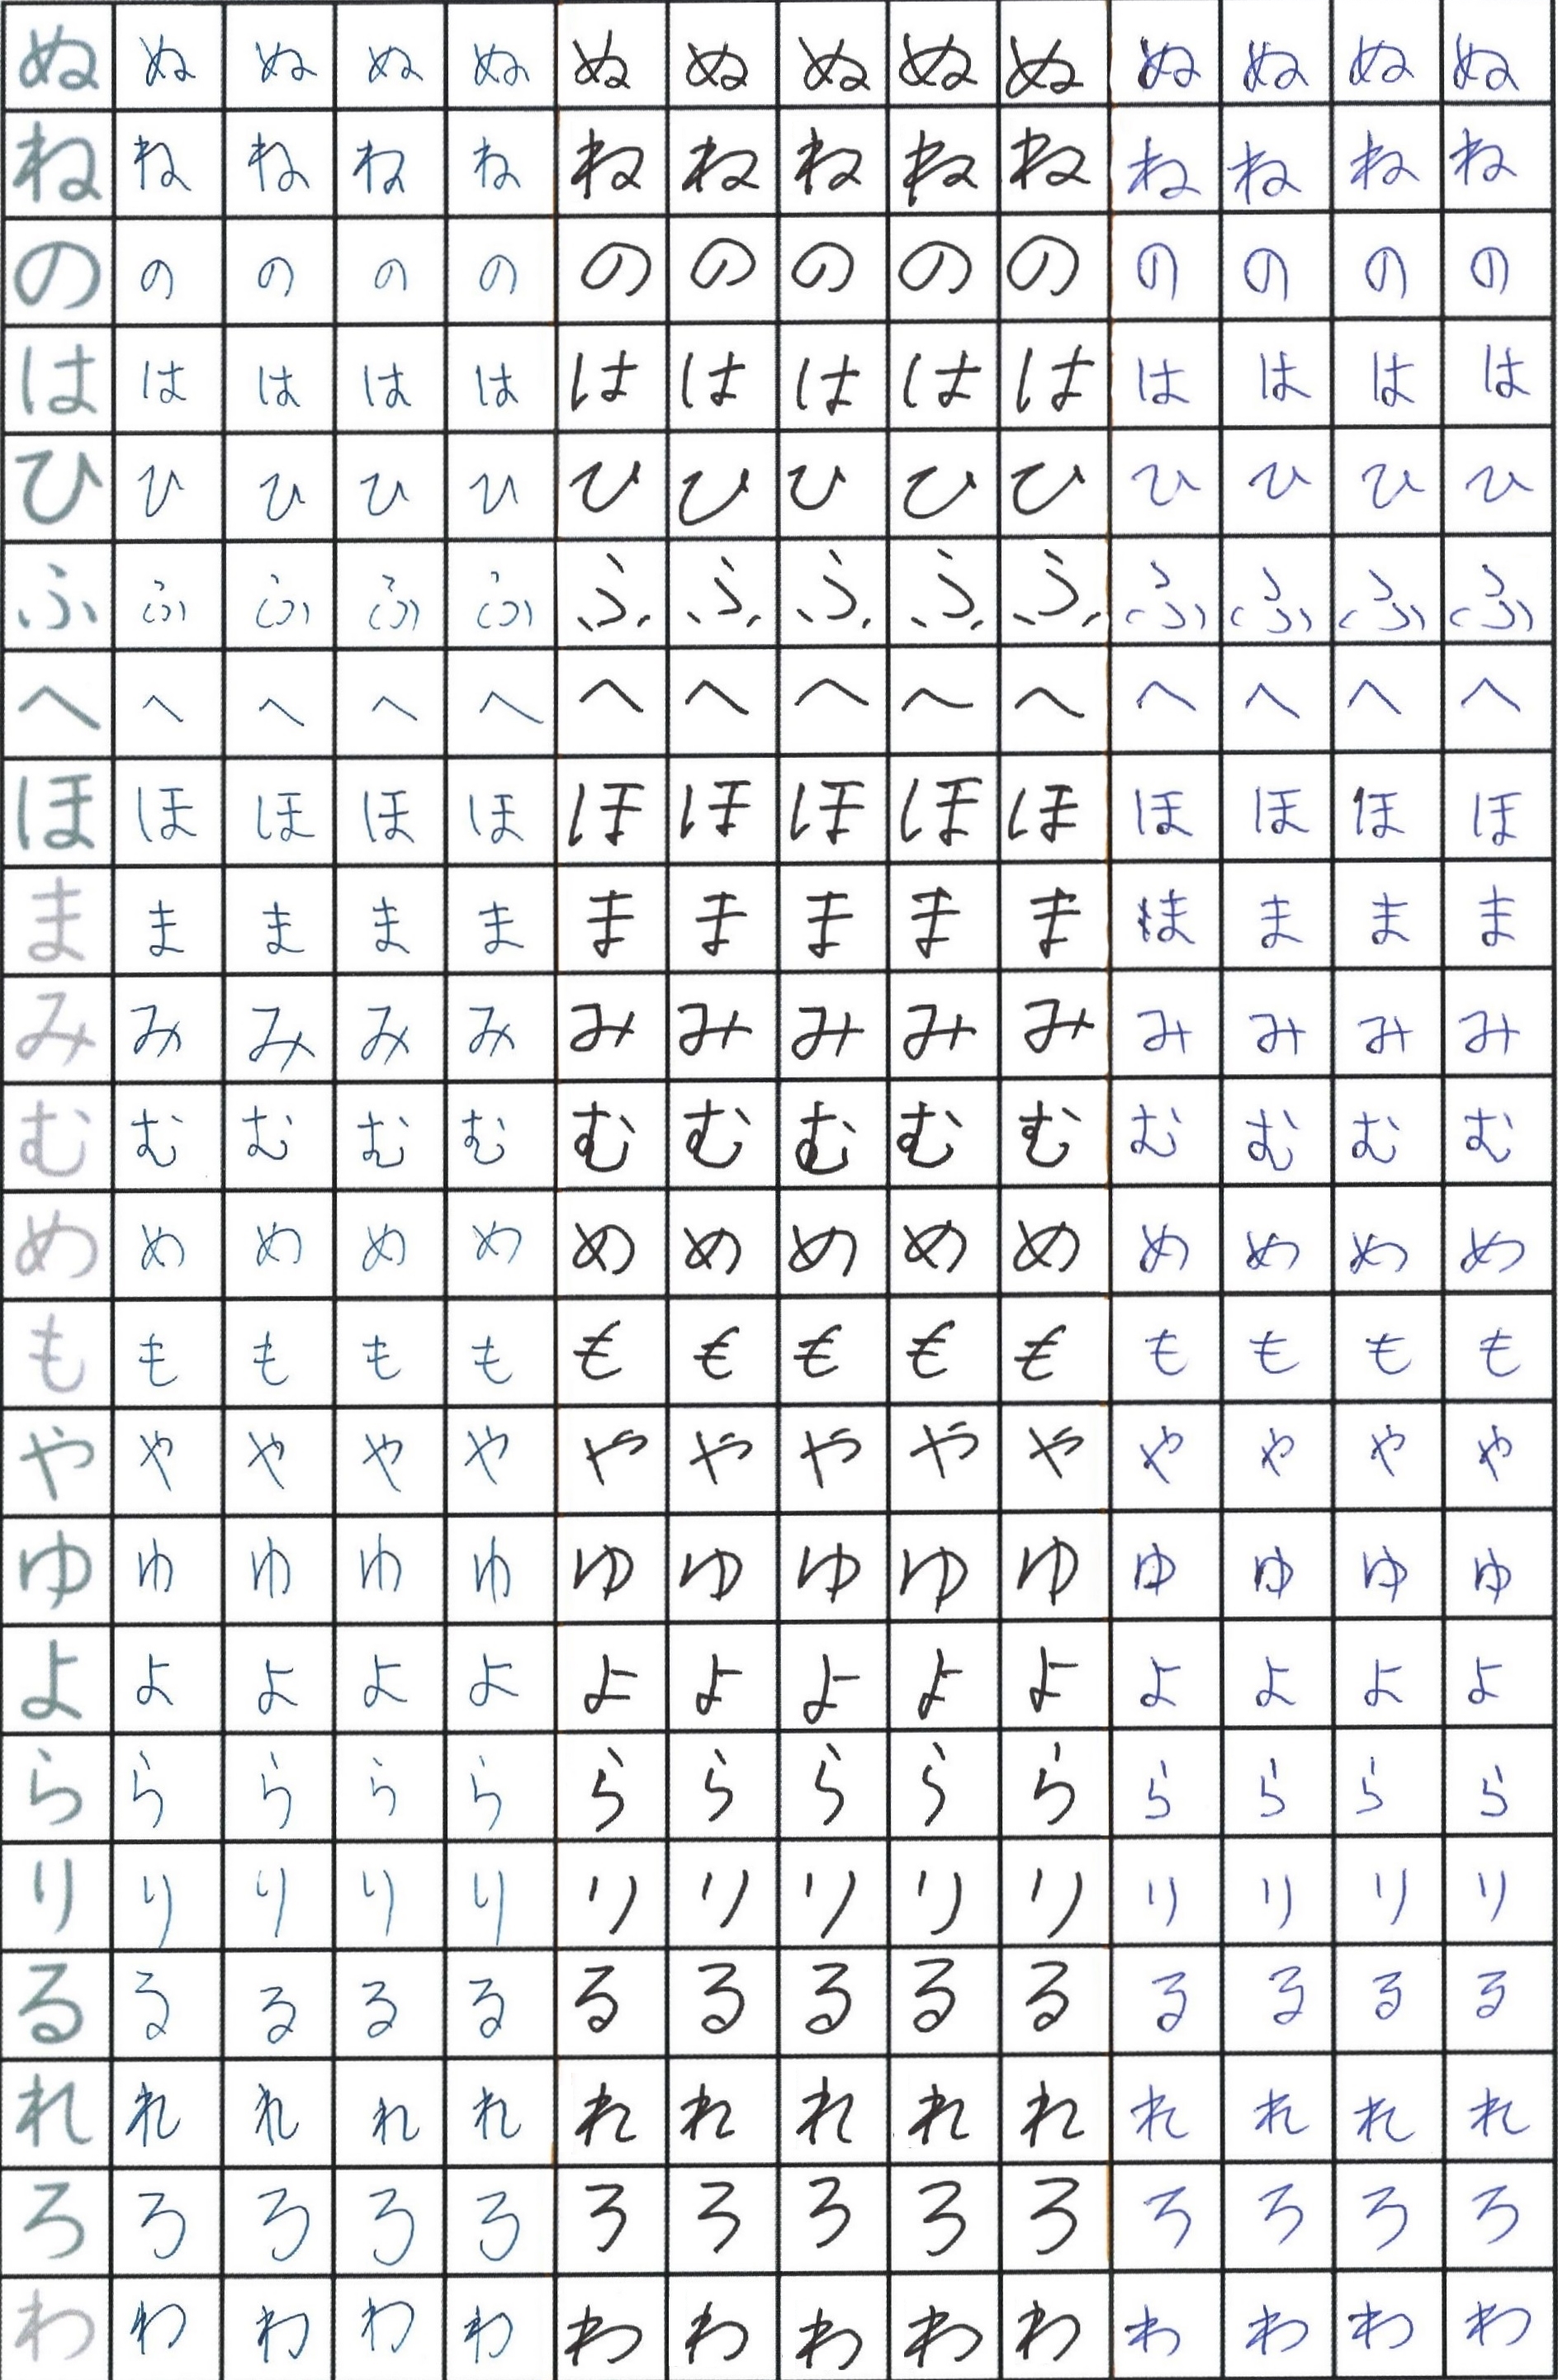 ぬ ぬ ぬ ぬ ぬ ぬ ぬ ぬ ぬ ぬ ぬ ぬ ぬ ぬ
ね ね ね ね ね ね ね ね ね ね ね ね ね ね
の の の の の の の の の の の の の の
は は は は は は は は は は は は は は
ひ ひ ひ ひ ひ ひ ひ ひ ひ ひ ひ ひ ひ ひ
ふ ふ ふ ふ ふ ふ ふ ふ ふ ふ ふ ふ ふ ふ
へ へ へ へ へ へ へ へ へ へ へ へ へ へ
ほ ほ ほ ほ ほ ほ ほ ほ ほ ほ ほ ほ ほ ほ
ま ま ま ま ま ま ま ま ま ま ま ま ま ま
み み み み み み み み み み み み み み
む む む む む む む む む む む む む む
め め め め め め め め め め め め め め
も も も も も も も も も も も も も も
や や や や や や や や や や や や や や
ゆ ゆ ゆ ゆ ゆ ゆ ゆ ゆ ゆ ゆ ゆ ゆ ゆ ゆ
よ よ よ よ よ よ よ よ よ よ よ よ よ よ
ら ら ら ら ら ら ら ら ら ら ら ら ら ら
り り り り り り り り り り り り り り
る る る る る る る る る る る る る る
れ れ れ れ れ れ れ れ れ れ れ れ れ れ
ろ ろ ろ ろ ろ ろ ろ ろ ろ ろ ろ ろ ろ ろ
わ わ わ わ わ わ わ わ わ わ わ わ わ わ